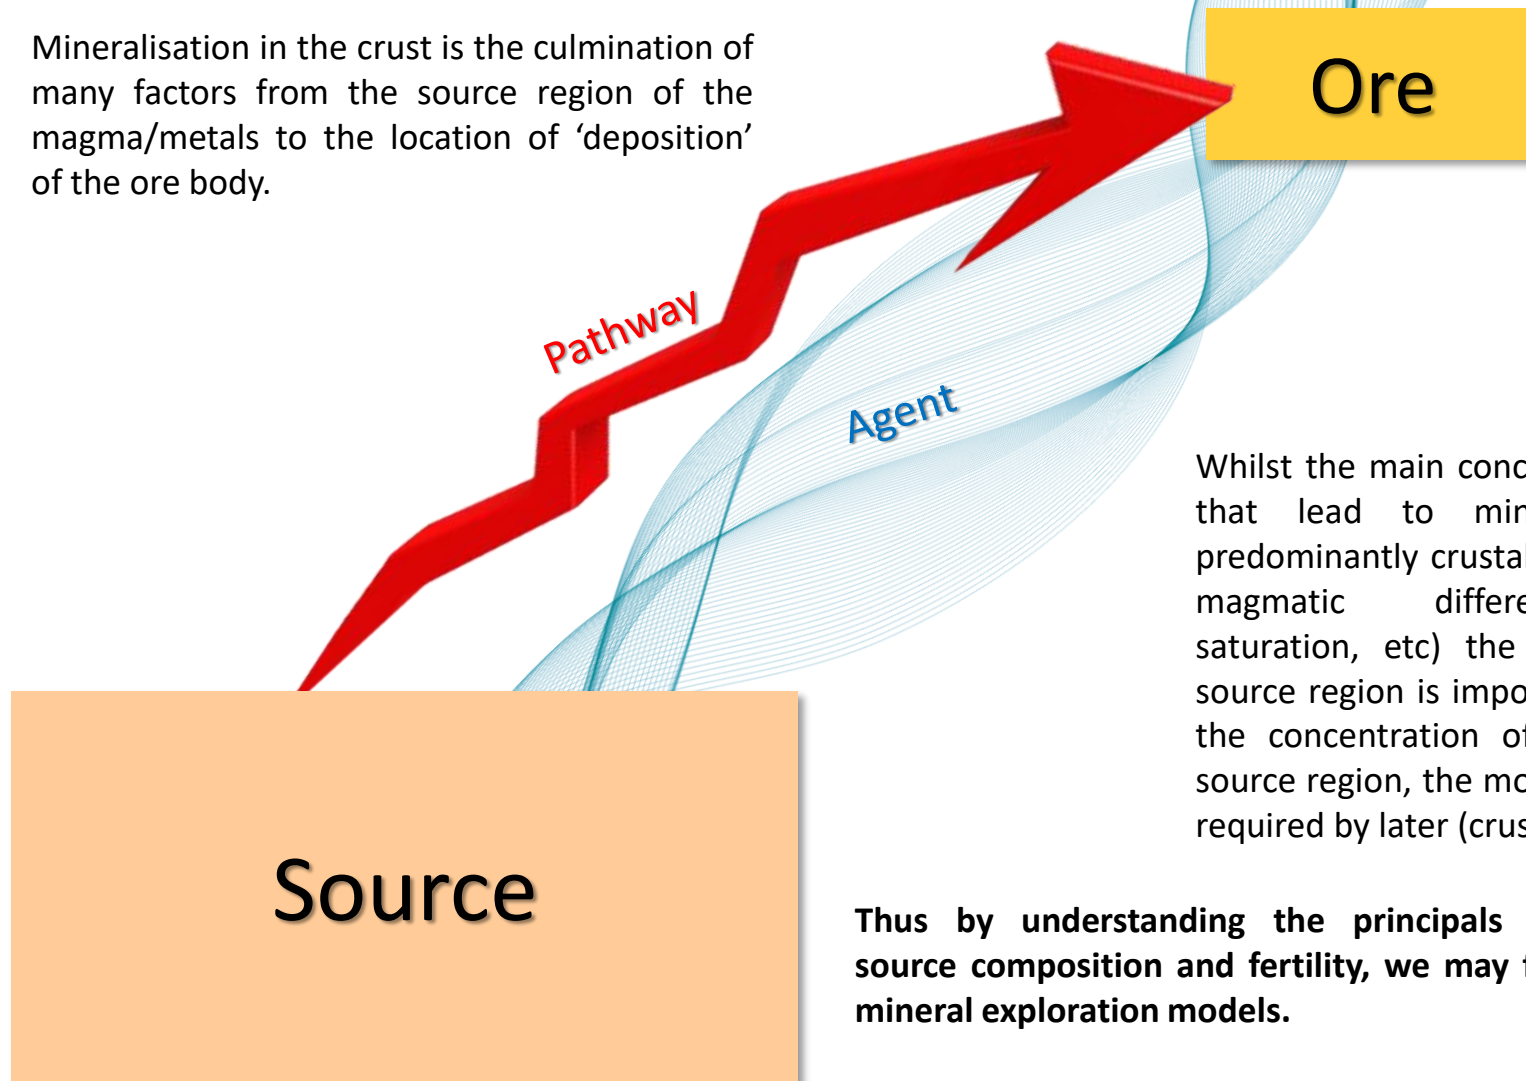 Mineralisation in the crust is the culmination of
many factors from the source region of the
magma/metals to the location of ‘deposition’
of the ore body.
Ore
Pathway
Agent
Whilst the main conc
that lead to min
predominantly crustal
magmatic differe
saturation, etc) the
source region is impo
the concentration of
source region, the mo
required by later (crus
Source
Thus by understanding the principals
source composition and fertility, we may f
mineral exploration models.